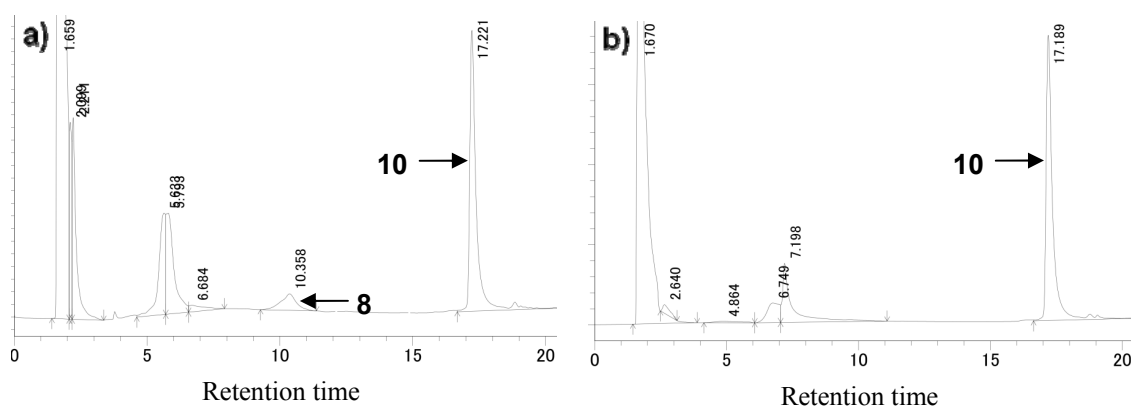 a)
1.659
2.099
2.211
5.633
5.793
6.684
10.358
8
17.221
10
0 5 10 15 20
Retention time
b)
1.670
2.640
4.864
6.749
7.198
17.189
10
0 5 10 15 20
Retention time